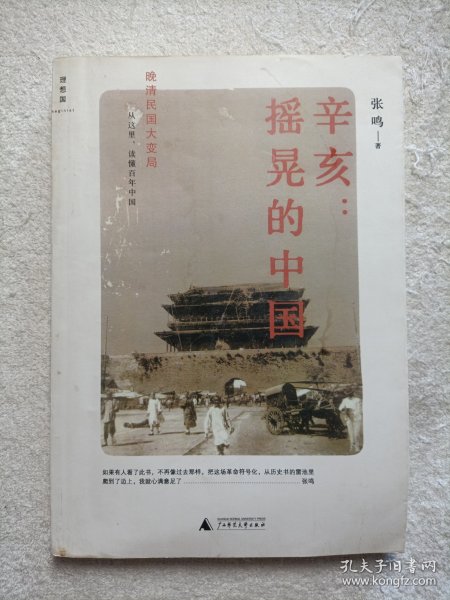 理想国
imaginist
张鸣 著
辛亥：
摇晃的中国
晚清民国大变局
从这里，读懂百年中国
如果有人看了此书，不再像过去那样，把这场革命符号化，从历史书的窗池里
爬到了边上，我就心满意足了 张鸣
广西师范大学出版社
孔夫子旧书网
www.kongfz.com